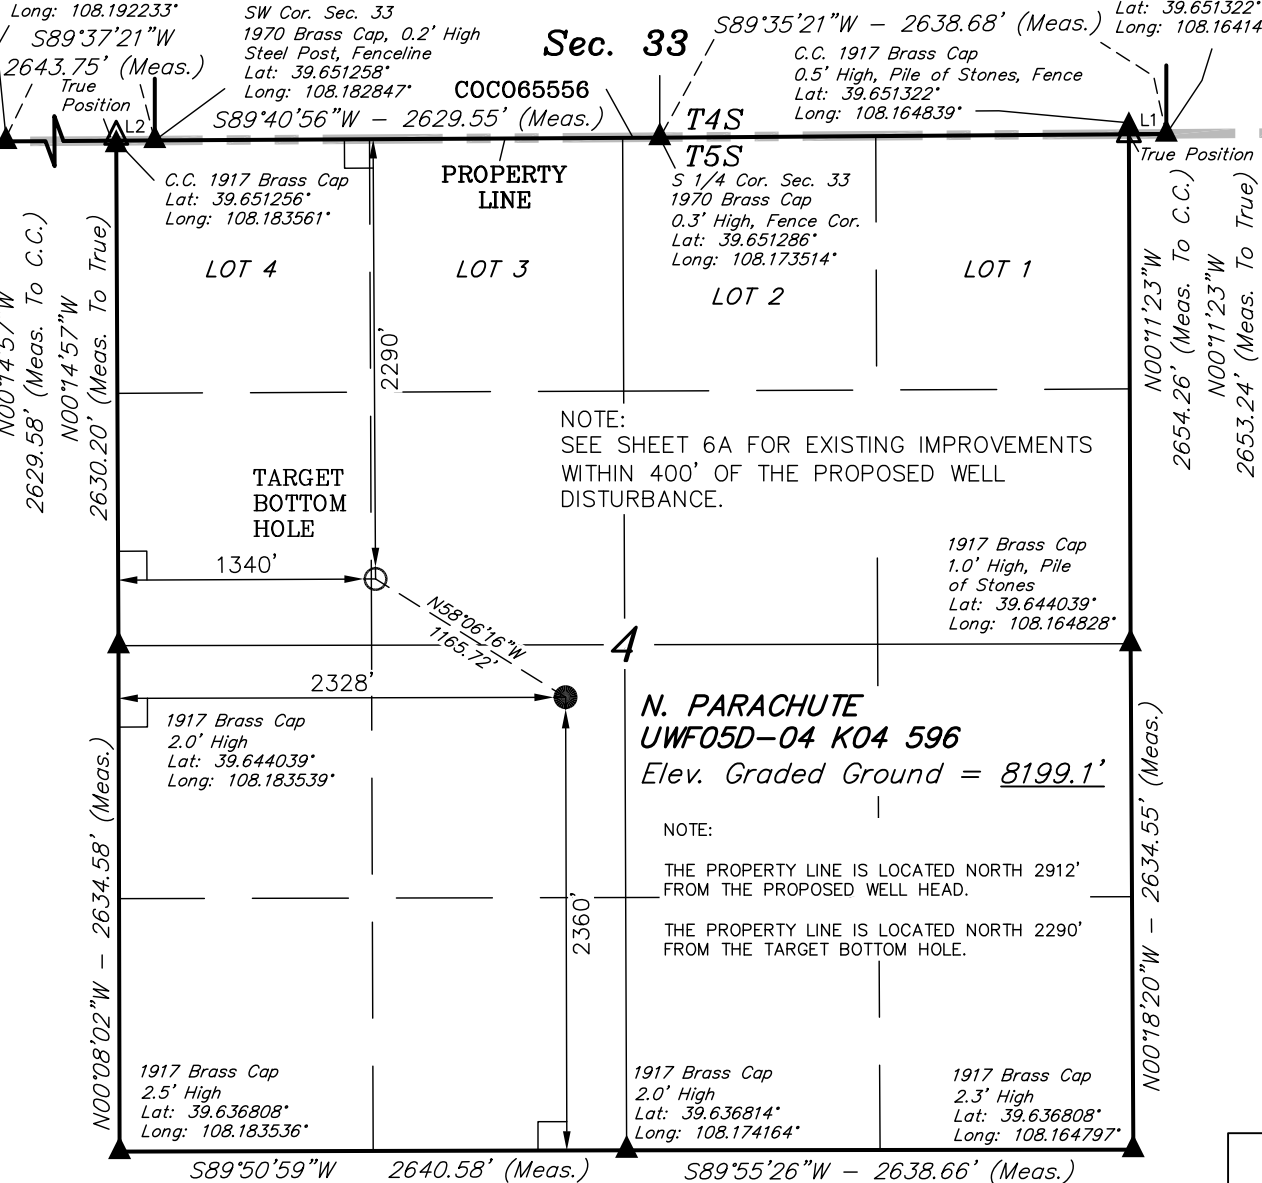 Long: 108.192233°
S89°37'21"W
2643.75' (Meas.)
True
Position
L2
SW Cor. Sec. 33
1970 Brass Cap, 0.2' High
Steel Post, Fenceline
Lat: 39.651258°
Long: 108.182847°
S89°40'56"W – 2629.55' (Meas.)
COC065556
Sec. 33
S89°35'21"W – 2638.68' (Meas.)
C.C. 1917 Brass Cap
0.5' High, Pile of Stones, Fence
Lat: 39.651322°
Long: 108.164839°
Lat: 39.651322°
Long: 108.16414
L1
True Position
T4S
T5S
C.C. 1917 Brass Cap
Lat: 39.651256°
Long: 108.183561°
PROPERTY
LINE
S 1/4 Cor. Sec. 33
1970 Brass Cap
0.3' High, Fence Cor.
Lat: 39.651286°
Long: 108.173514°
LOT 4
LOT 3
LOT 2
LOT 1
N00°14'57"W
2629.58' (Meas. To C.C.)
N00°14'57"W
2630.20' (Meas. To True)
N00°11'23"W
2654.26' (Meas. To C.C.)
N00°11'23"W
2653.24' (Meas. To True)
2290'
NOTE:
SEE SHEET 6A FOR EXISTING IMPROVEMENTS
WITHIN 400' OF THE PROPOSED WELL
DISTURBANCE.
TARGET
BOTTOM
HOLE
1340'
1917 Brass Cap
1.0' High, Pile
of Stones
Lat: 39.644039°
Long: 108.164828°
N58°06'16"W
1165.72'
4
2328'
1917 Brass Cap
2.0' High
Lat: 39.644039°
Long: 108.183539°
N. PARACHUTE
UWF05D–04 K04 596
Elev. Graded Ground = 8199.1'
NOTE:
THE PROPERTY LINE IS LOCATED NORTH 2912'
FROM THE PROPOSED WELL HEAD.
THE PROPERTY LINE IS LOCATED NORTH 2290'
FROM THE TARGET BOTTOM HOLE.
2360'
N00°08'02"W – 2634.58' (Meas.)
N00°18'20"W – 2634.55' (Meas.)
1917 Brass Cap
2.5' High
Lat: 39.636808°
Long: 108.183536°
1917 Brass Cap
2.0' High
Lat: 39.636814°
Long: 108.174164°
1917 Brass Cap
2.3' High
Lat: 39.636808°
Long: 108.164797°
S89°50'59"W 2640.58' (Meas.)
S89°55'26"W – 2638.66' (Meas.)